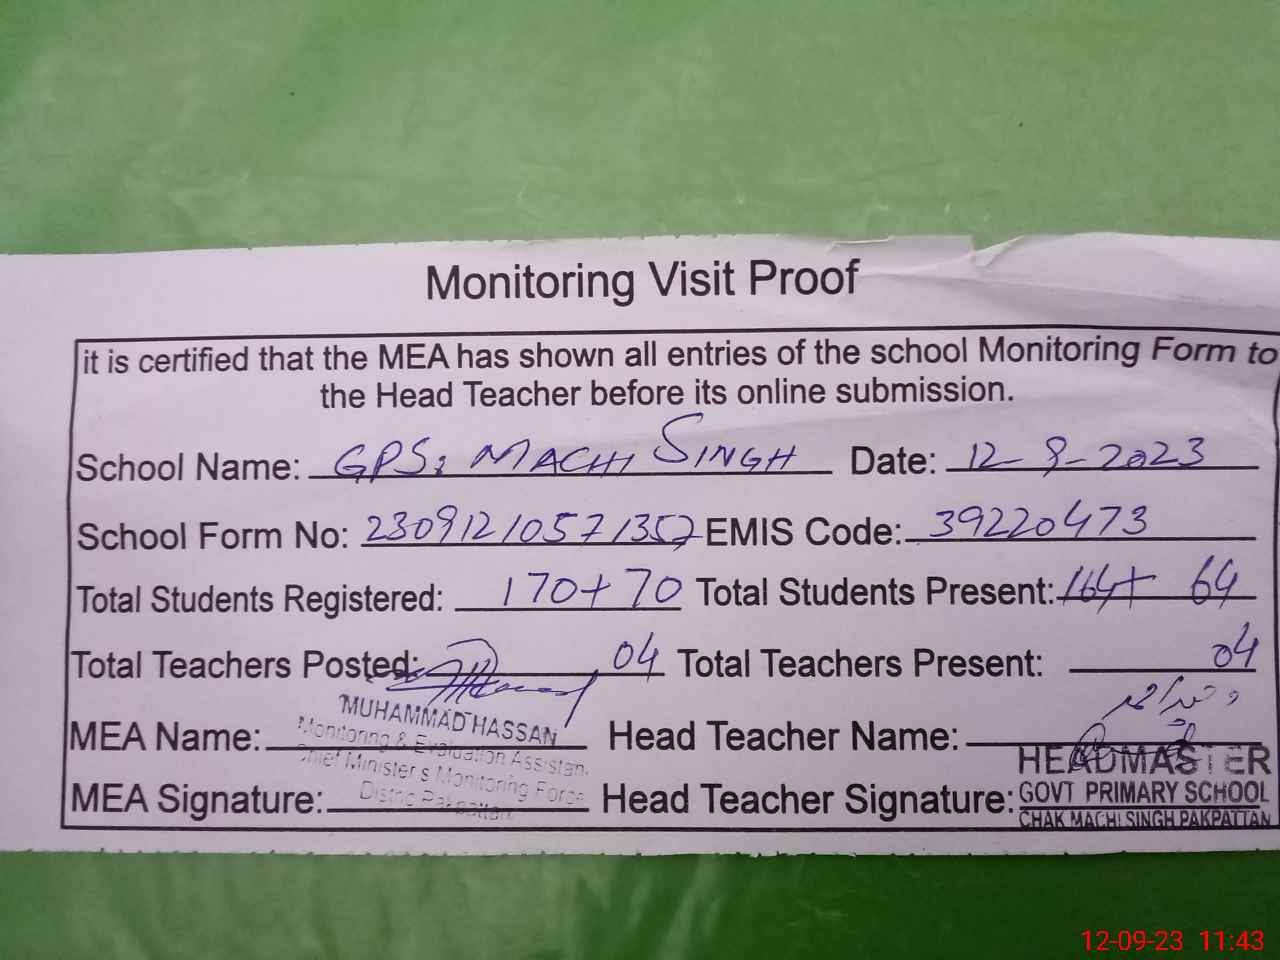 Monitoring Visit Proof
it is certified that the MEA has shown all entries of the school Monitoring Form to
the Head Teacher before its online submission.
School Name: GPS: MACHI SINGH Date: 12-9-2023
School Form No: 23091210571357 EMIS Code: 39220473
Total Students Registered: 170+70 Total Students Present: 164+ 64
Total Teachers Posted: 04 Total Teachers Present: 04
MEA Name: MUHAMMAD HASSAN Head Teacher Name:
Monitoring & Evaluation Assistan
Chief Minister's Monitoring Force
District Pakpattan
MEA Signature: Head Teacher Signature:
HEADMASTER
GOVT PRIMARY SCHOOL
CHAK MACHI SINGH PAKPATTAN
12-09-23 11:43